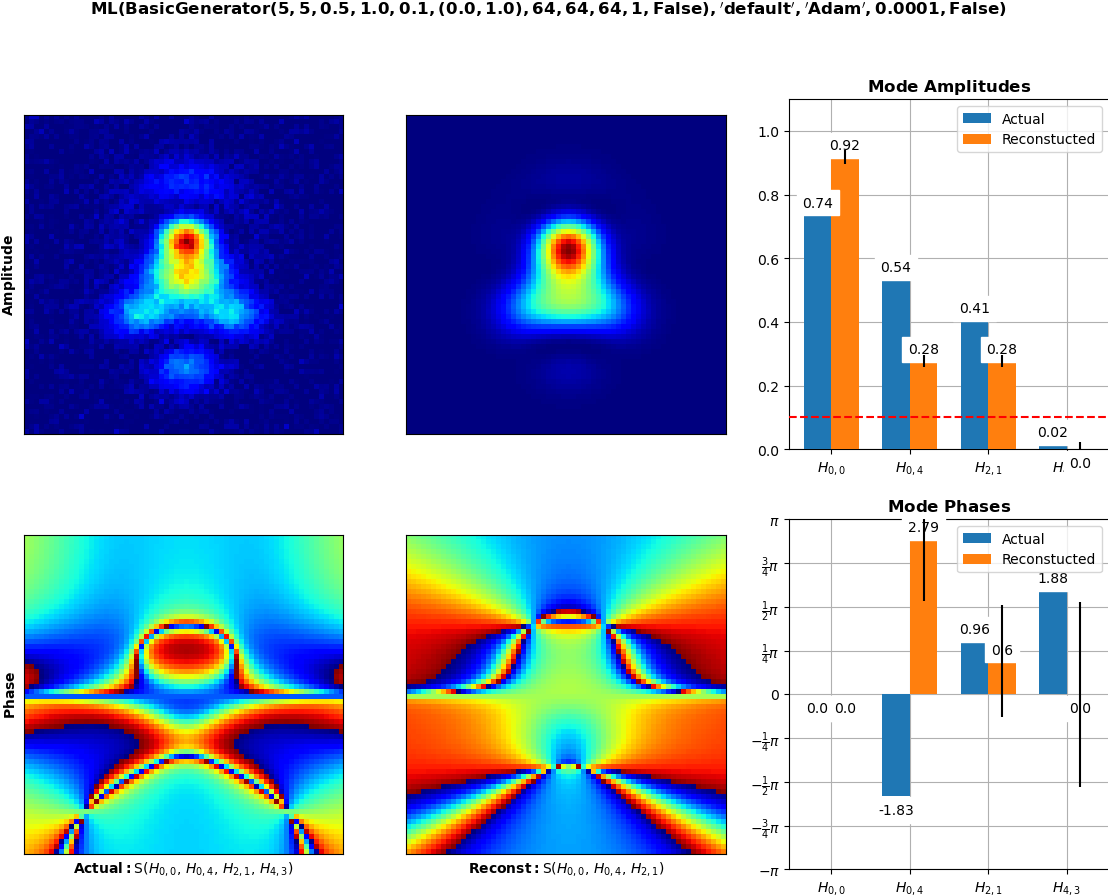 ML(BasicGenerator(5, 5, 0.5, 1.0, 0.1, (0.0, 1.0), 64, 64, 64, 1, False), 'default', 'Adam', 0.0001, False)
Amplitude
Mode Amplitudes
Actual
Reconstucted
1.0
0.8
0.6
0.4
0.2
0.0
0.74
0.92
0.54
0.28
0.41
0.28
0.02
0.0
H0,0
H0,4
H2,1
H
Phase
Actual: S(H0,0, H0,4, H2,1, H4,3)
Reconst: S(H0,0, H0,4, H2,1)
Mode Phases
Actual
Reconstucted
π
3/4π
1/2π
1/4π
0
−1/4π
−1/2π
−3/4π
−π
0.0
0.0
-1.83
2.79
0.96
0.6
1.88
0.0
H0,0
H0,4
H2,1
H4,3